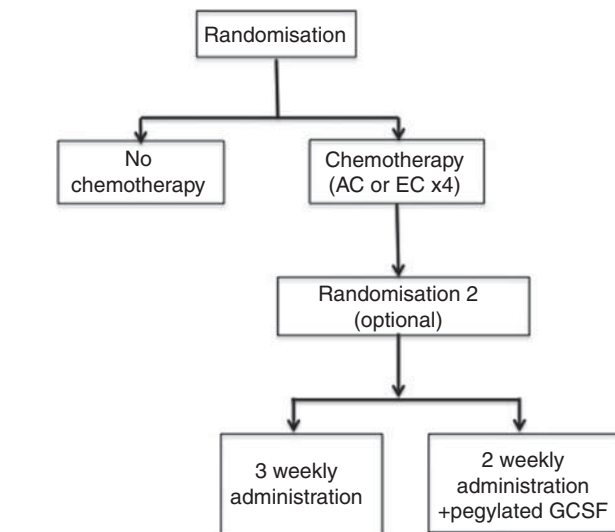 Randomisation
No
chemotherapy
Chemotherapy
(AC or EC x4)
Randomisation 2
(optional)
3 weekly
administration
2 weekly
administration
+pegylated GCSF